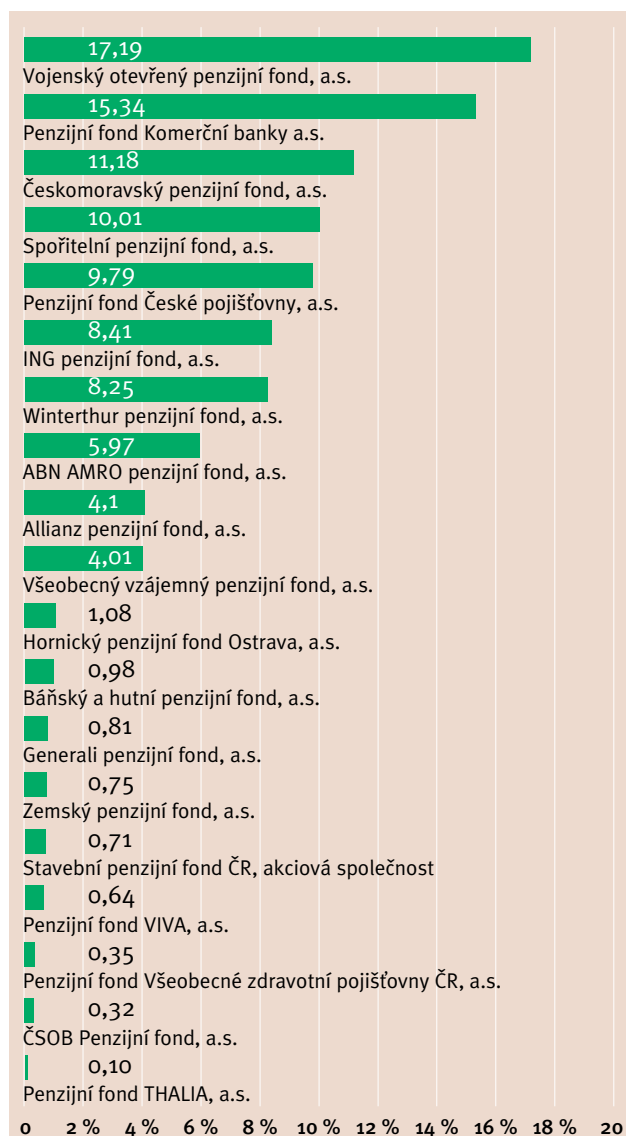 17,19
Vojenský otevřený penzijní fond, a.s.
15,34
Penzijní fond Komerční banky a.s.
11,18
Českomoravský penzijní fond, a.s.
10,01
Spořitelní penzijní fond, a.s.
9,79
Penzijní fond České pojišťovny, a.s.
8,41
ING penzijní fond, a.s.
8,25
Winterthur penzijní fond, a.s.
5,97
ABN AMRO penzijní fond, a.s.
4,1
Allianz penzijní fond, a.s.
4,01
Všeobecný vzájemný penzijní fond, a.s.
1,08
Hornický penzijní fond Ostrava, a.s.
0,98
Báňský a hutní penzijní fond, a.s.
0,81
Generali penzijní fond, a.s.
0,75
Zemský penzijní fond, a.s.
0,71
Stavební penzijní fond ČR, akciová společnost
0,64
Penzijní fond VIVA, a.s.
0,35
Penzijní fond Všeobecné zdravotní pojišťovny ČR, a.s.
0,32
ČSOB Penzijní fond, a.s.
0,10
Penzijní fond THALIA, a.s.
0 2 % 4 % 6 % 8 % 10 % 12 % 14 % 16 % 18 % 20